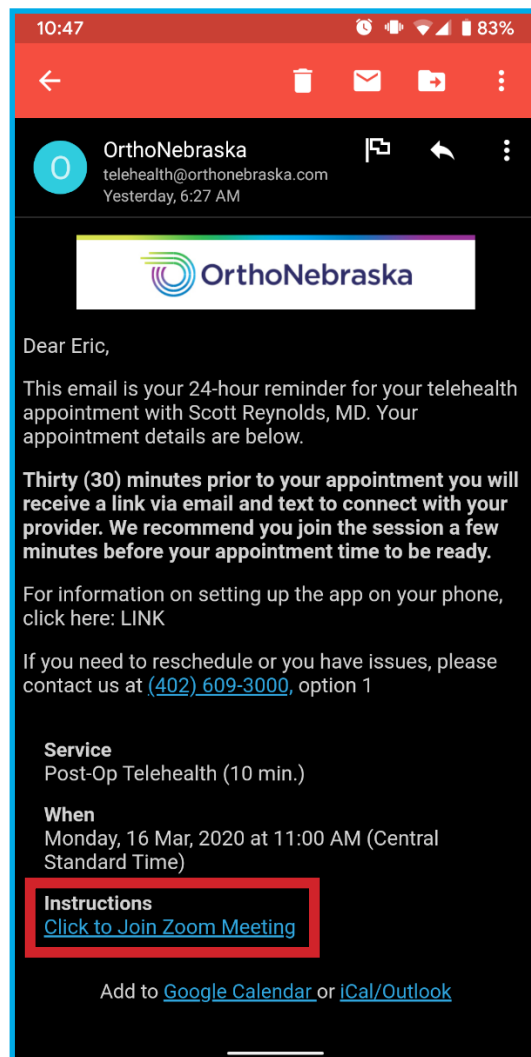 10:47 83%
O
OrthoNebraska
telehealth@orthonebraska.com
Yesterday, 6:27 AM
OrthoNebraska
Dear Eric,
This email is your 24-hour reminder for your telehealth
appointment with Scott Reynolds, MD. Your
appointment details are below.
Thirty (30) minutes prior to your appointment you will
receive a link via email and text to connect with your
provider. We recommend you join the session a few
minutes before your appointment time to be ready.
For information on setting up the app on your phone,
click here: LINK
If you need to reschedule or you have issues, please
contact us at (402) 609-3000, option 1
Service
Post-Op Telehealth (10 min.)
When
Monday, 16 Mar, 2020 at 11:00 AM (Central
Standard Time)
Instructions
Click to Join Zoom Meeting
Add to Google Calendar or iCal/Outlook